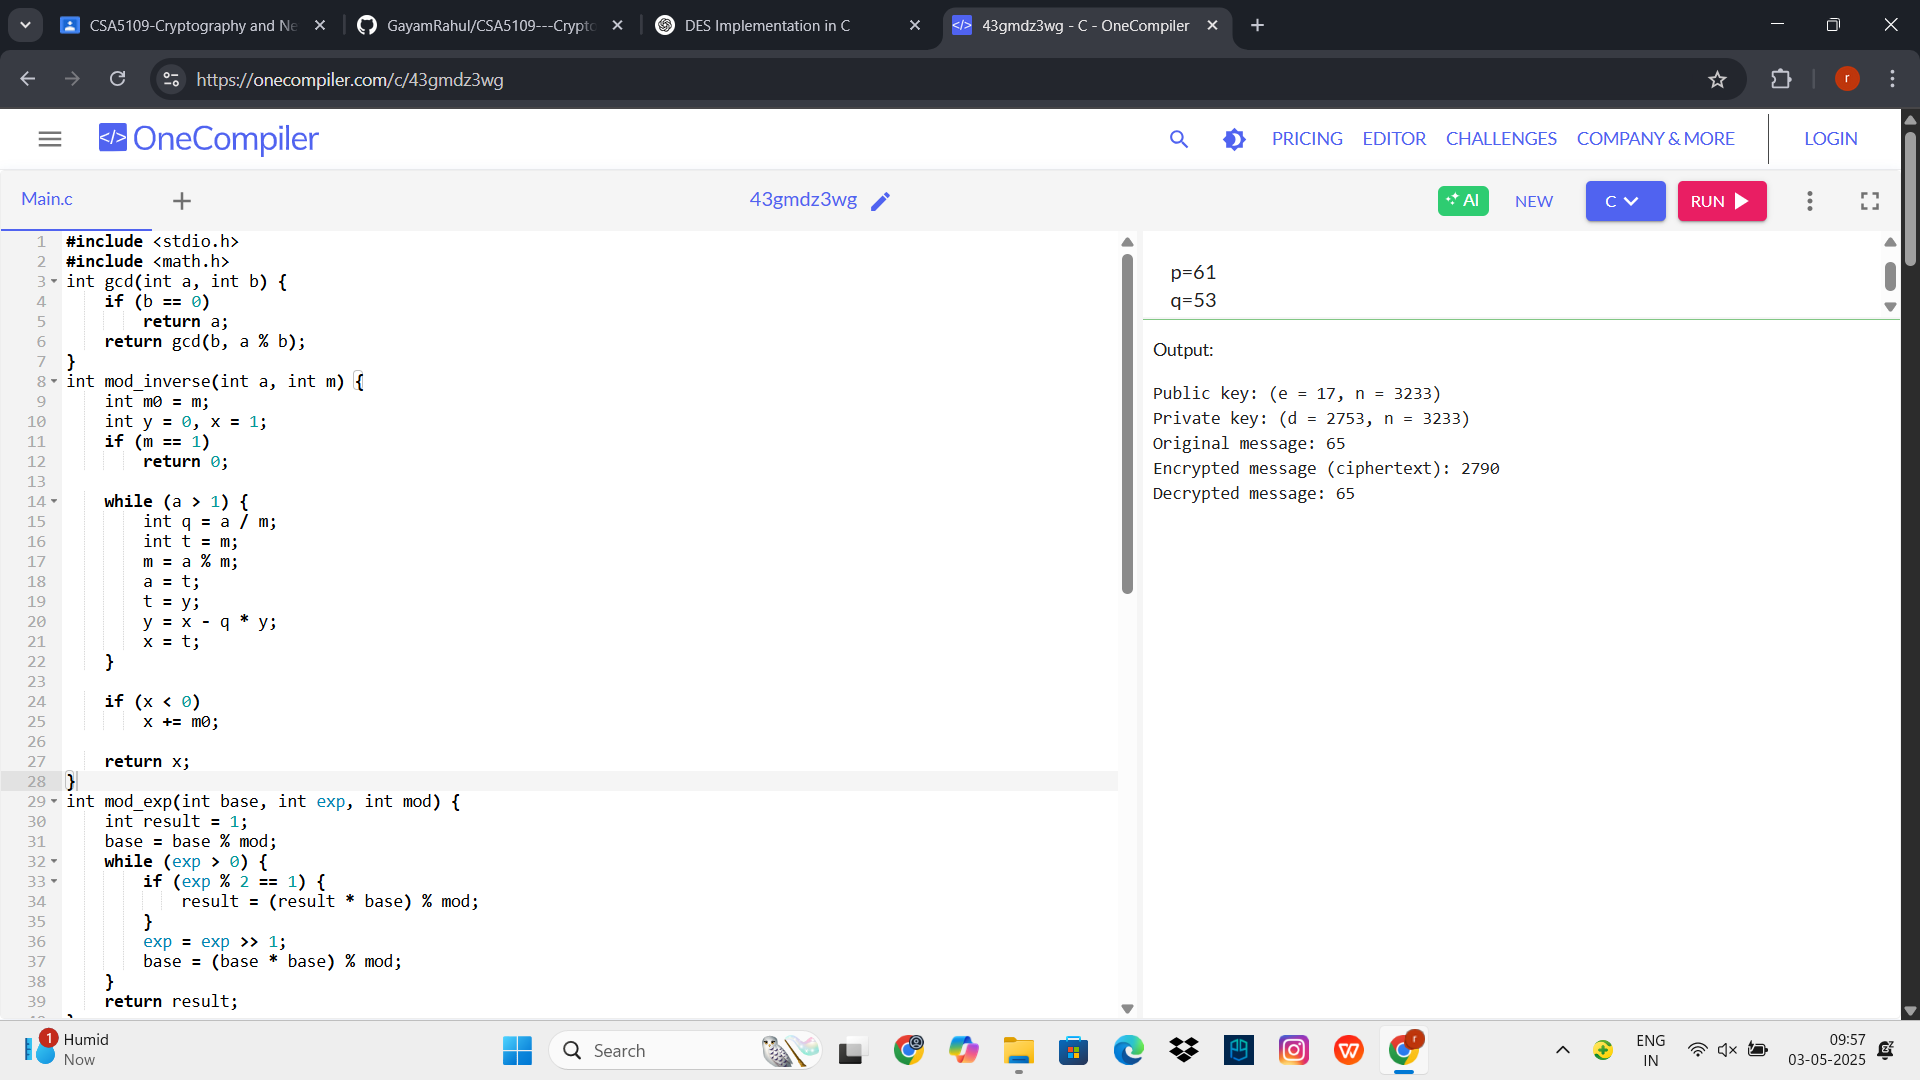 CSA5109-Cryptography and Ne
GayamRahul/CSA5109---Crypto
DES Implementation in C
43gmdz3wg - C - OneCompiler
https://onecompiler.com/c/43gmdz3wg
r
</> OneCompiler
PRICING
EDITOR
CHALLENGES
COMPANY & MORE
LOGIN
Main.c
43gmdz3wg
AI
NEW
C
RUN
1 #include <stdio.h>
2 #include <math.h>
3 int gcd(int a, int b) {
4 if (b == 0)
5 return a;
6 return gcd(b, a % b);
7 }
8 int mod_inverse(int a, int m) {
9 int m0 = m;
10 int y = 0, x = 1;
11 if (m == 1)
12 return 0;
13
14 while (a > 1) {
15 int q = a / m;
16 int t = m;
17 m = a % m;
18 a = t;
19 t = y;
20 y = x - q * y;
21 x = t;
22 }
23
24 if (x < 0)
25 x += m0;
26
27 return x;
28 }
29 int mod_exp(int base, int exp, int mod) {
30 int result = 1;
31 base = base % mod;
32 while (exp > 0) {
33 if (exp % 2 == 1) {
34 result = (result * base) % mod;
35 }
36 exp = exp >> 1;
37 base = (base * base) % mod;
38 }
39 return result;
p=61
q=53
Output:
Public key: (e = 17, n = 3233)
Private key: (d = 2753, n = 3233)
Original message: 65
Encrypted message (ciphertext): 2790
Decrypted message: 65
1
Humid
Now
Search
ENG
IN
09:57
03-05-2025